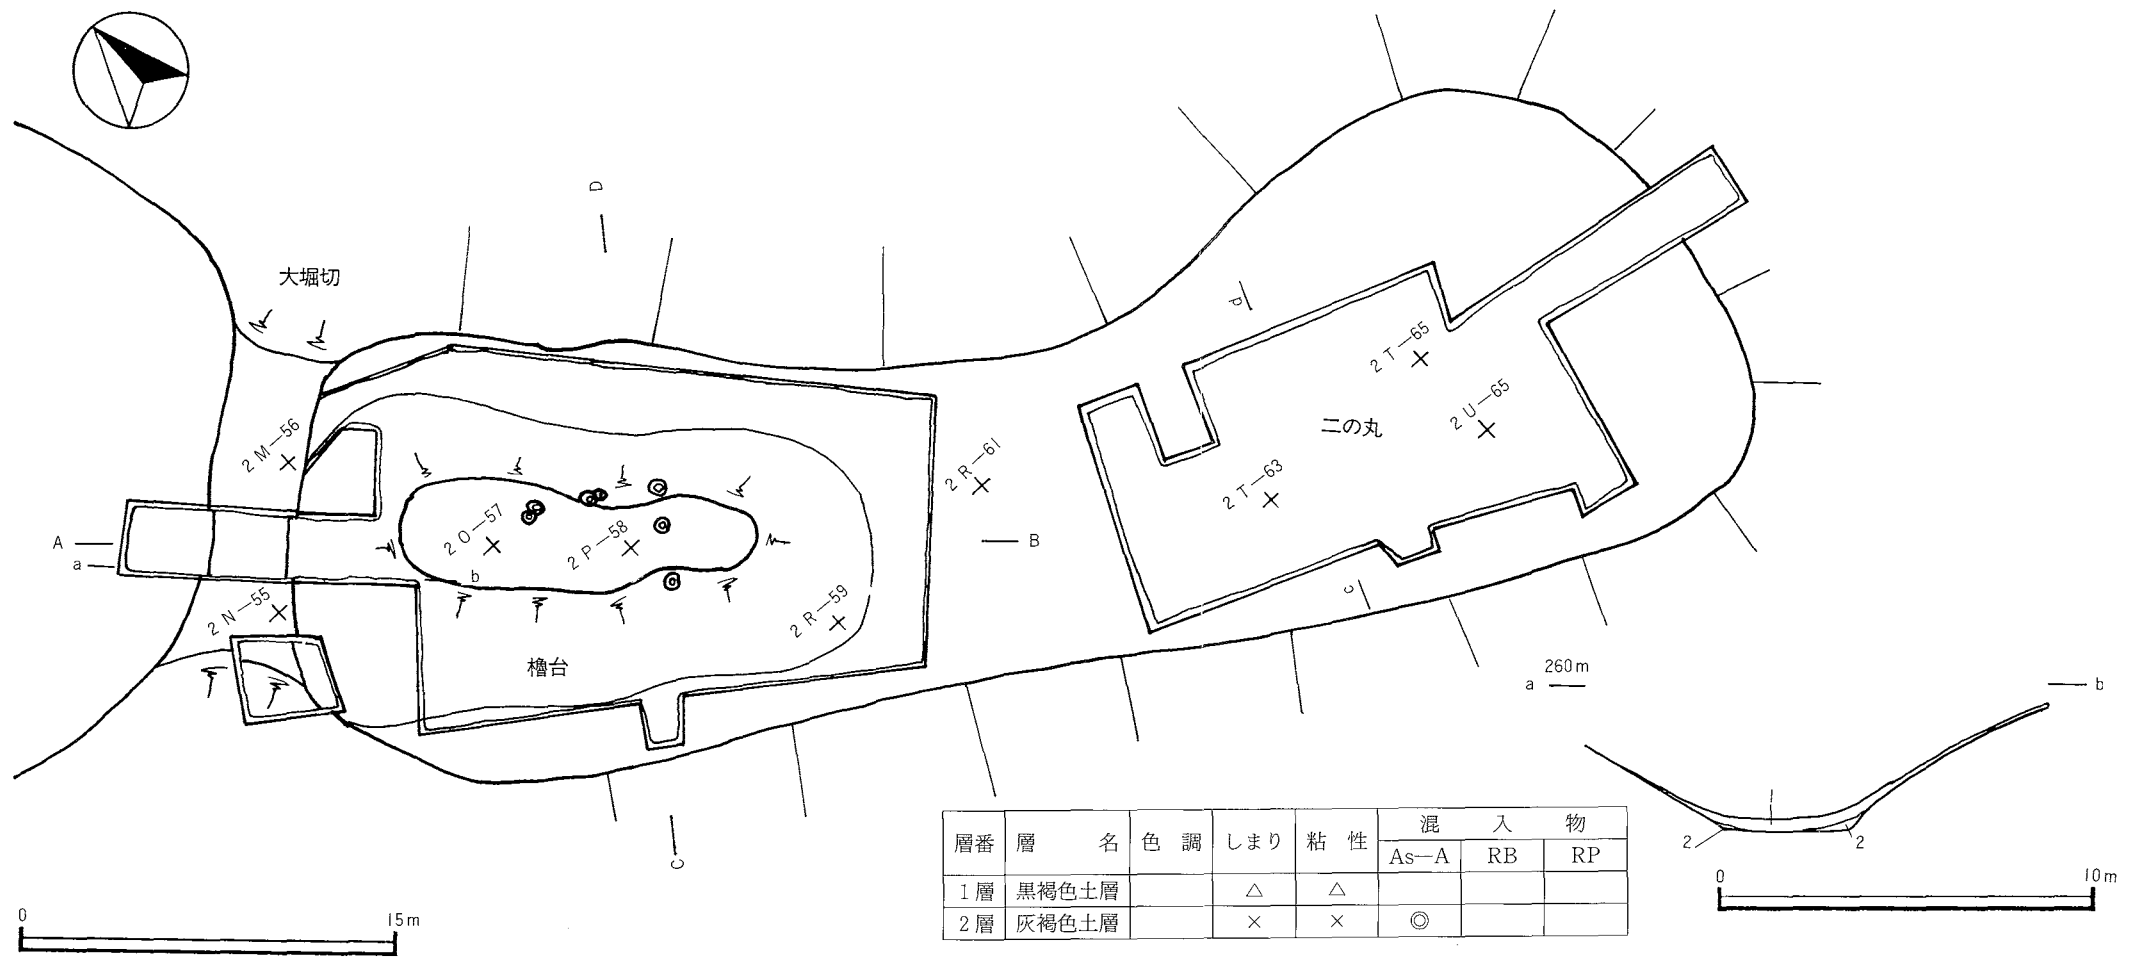 D
大堀切
d
2T—65
2M—56
2U—65
二の丸
2R—61
2T—63
2O—57
2P—58
A
B
a
b
c
2N—55
2R—59
櫓台
260m
a
b
1
2
2
C
層番 層名 色調 しまり 粘性 混入物
As—A RB RP
1層 黒褐色土層 △ △
2層 灰褐色土層 × × ◎
0 10m
0 15m